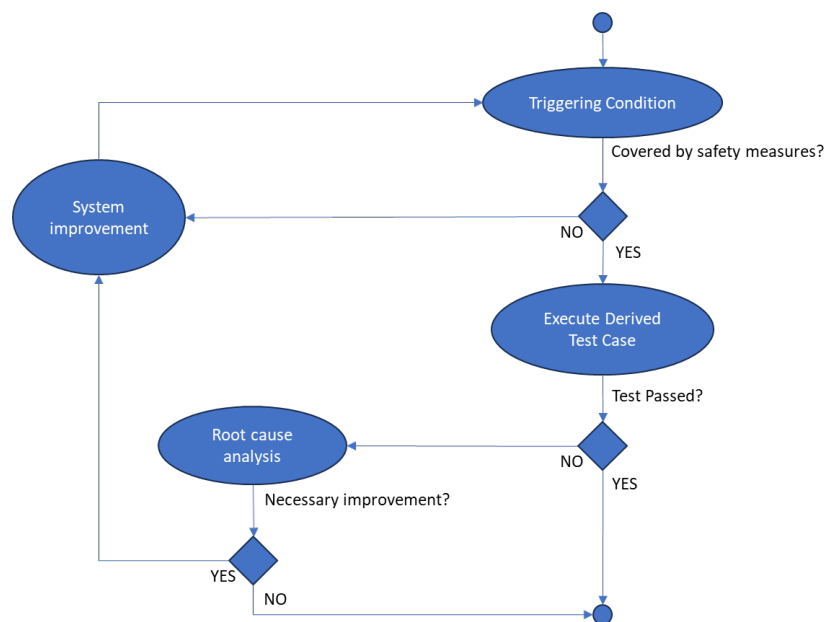 Triggering Condition
Covered by safety measures?
System
improvement
NO
YES
Execute Derived
Test Case
Test Passed?
Root cause
analysis
NO
YES
Necessary improvement?
YES
NO